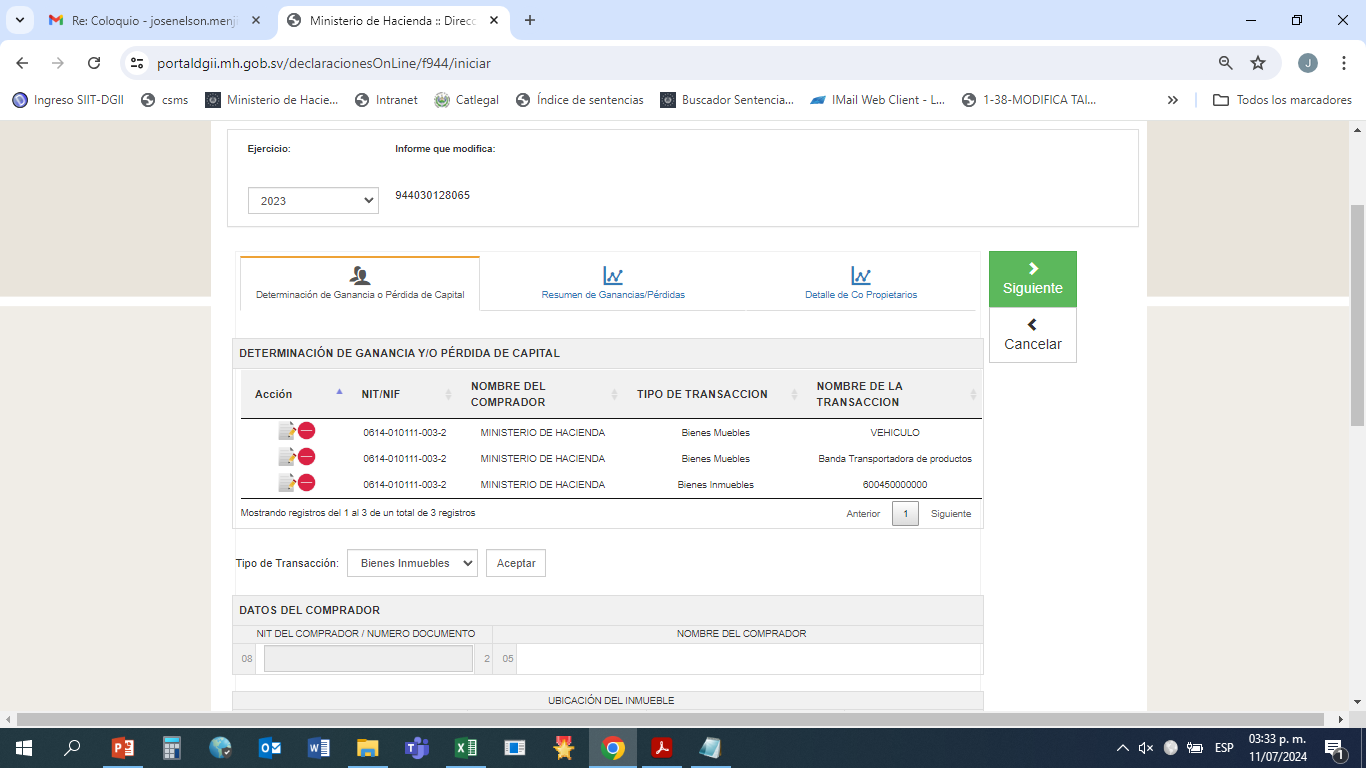 Re: Coloquio - josenelson.menji
Ministerio de Hacienda :: Direcc
portaldgii.mh.gob.sv/declaracionesOnLine/f944/iniciar
J
Ingreso SIIT-DGII
csms
Ministerio de Hacie...
Intranet
Catlegal
Índice de sentencias
Buscador Sentencia...
IMail Web Client - L...
1-38-MODIFICA TAI...
Todos los marcadores
Ejercicio:
Informe que modifica:
2023
944030128065
Determinación de Ganancia o Pérdida de Capital
Resumen de Ganancias/Pérdidas
Detalle de Co Propietarios
Siguiente
Cancelar
DETERMINACIÓN DE GANANCIA Y/O PÉRDIDA DE CAPITAL
Acción NIT/NIF NOMBRE DEL COMPRADOR TIPO DE TRANSACCION NOMBRE DE LA TRANSACCION
0614-010111-003-2 MINISTERIO DE HACIENDA Bienes Muebles VEHICULO
0614-010111-003-2 MINISTERIO DE HACIENDA Bienes Muebles Banda Transportadora de productos
0614-010111-003-2 MINISTERIO DE HACIENDA Bienes Inmuebles 600450000000
Mostrando registros del 1 al 3 de un total de 3 registros
Anterior 1 Siguiente
Tipo de Transacción: Bienes Inmuebles Aceptar
DATOS DEL COMPRADOR
NIT DEL COMPRADOR / NUMERO DOCUMENTO NOMBRE DEL COMPRADOR
08 2 05
UBICACIÓN DEL INMUEBLE
ESP
03:33 p. m.
11/07/2024
1